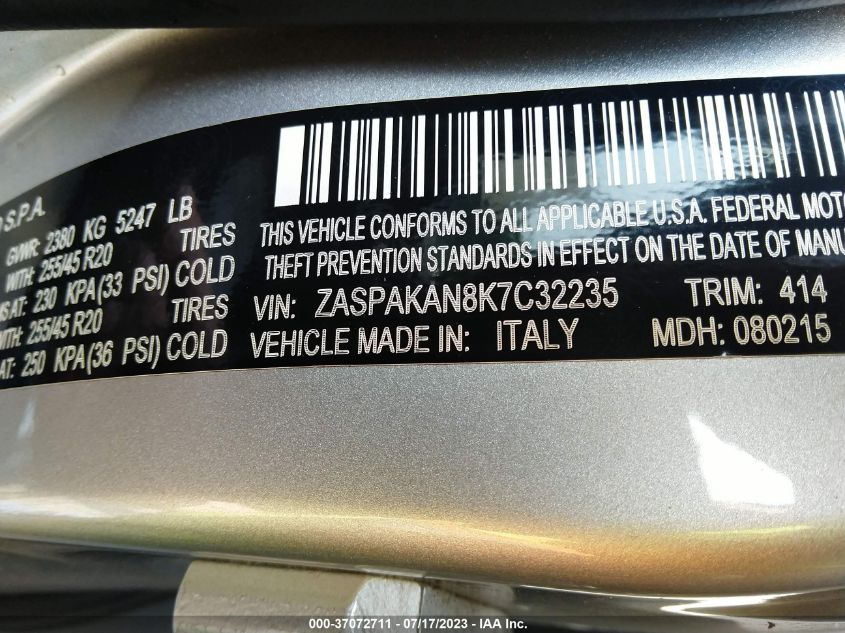 S.P.A.
GVWR: 2380 KG 5247 LB
WITH: 255/45 R20 TIRES
AT: 230 KPA(33 PSI) COLD
WITH: 255/45 R20 TIRES
AT: 250 KPA(36 PSI) COLD
THIS VEHICLE CONFORMS TO ALL APPLICABLE U.S.A. FEDERAL
THEFT PREVENTION STANDARDS IN EFFECT ON THE DATE OF
VIN: ZASPAKAN8K7C32235 TRIM: 414
VEHICLE MADE IN: ITALY MDH: 080215
000-37072711 - 07/17/2023 - IAA Inc.